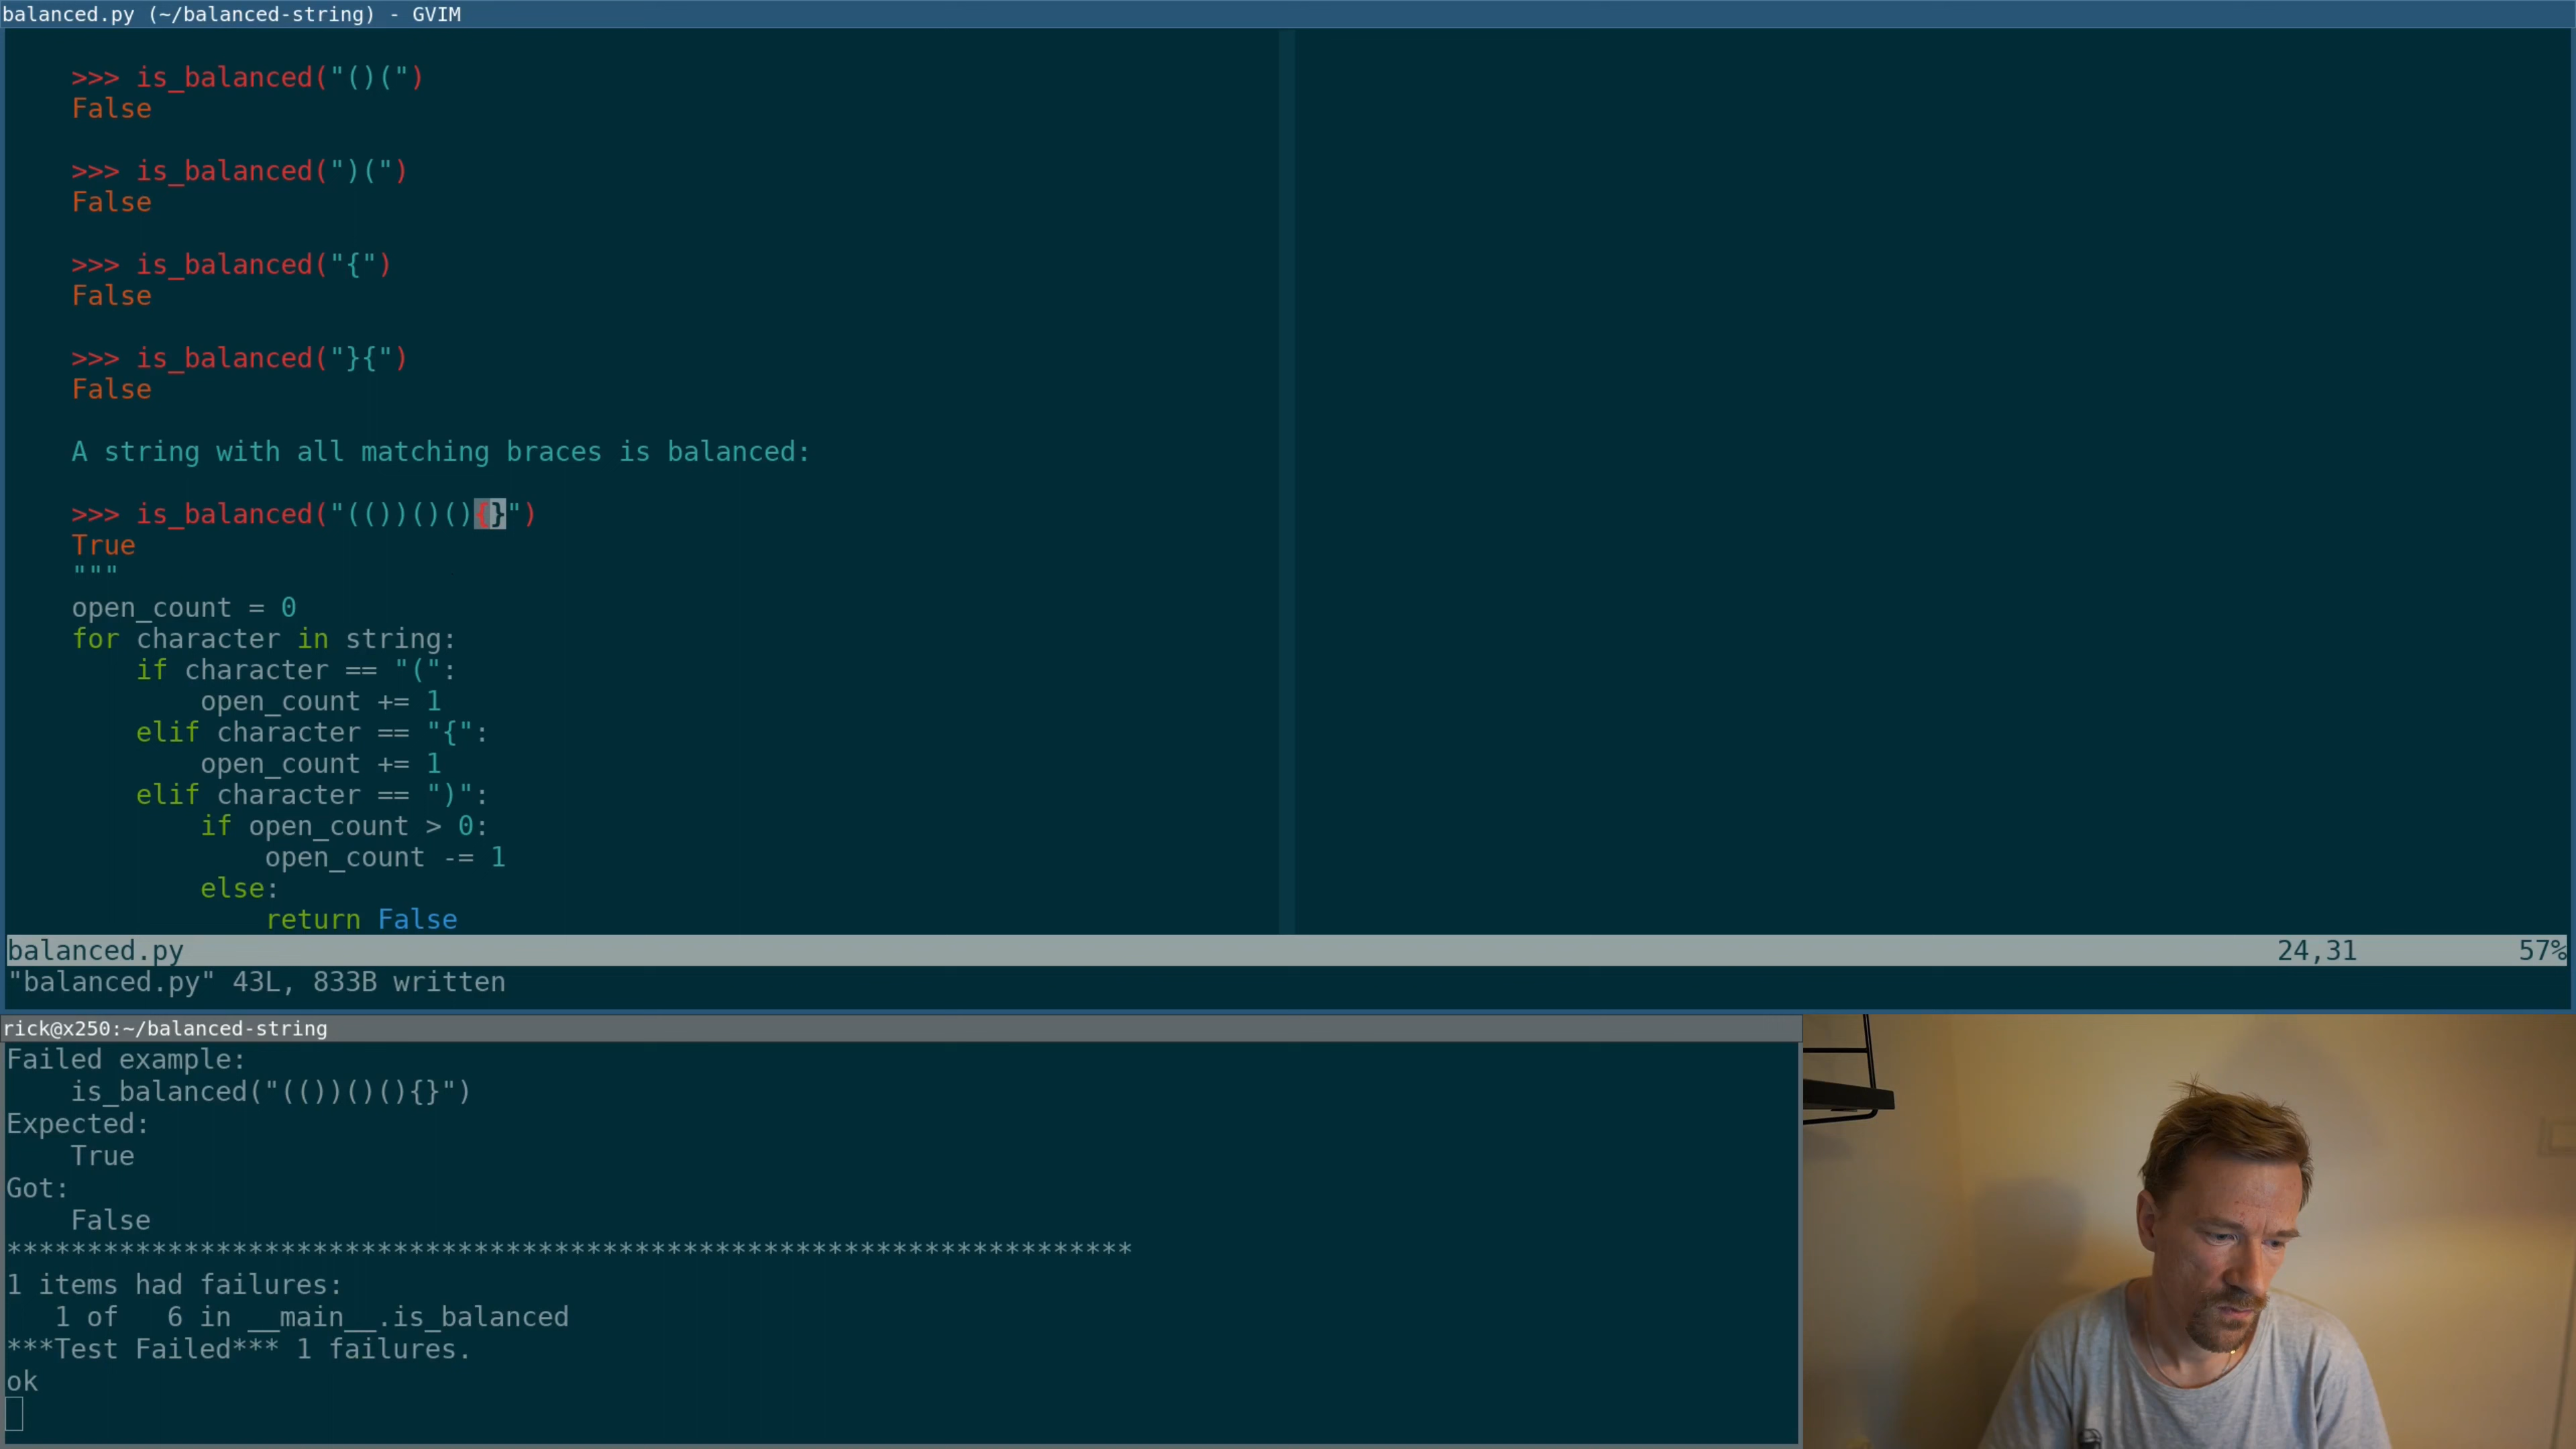 balanced.py (~/balanced-string) - GVIM
>>> is_balanced("()(")
False
>>> is_balanced(")(")
False
>>> is_balanced("{")
False
>>> is_balanced("}{")
False
A string with all matching braces is balanced:
>>> is_balanced("(())()(){}")
True
"""
open_count = 0
for character in string:
if character == "(":
open_count += 1
elif character == "{":
open_count += 1
elif character == ")":
if open_count > 0:
open_count -= 1
else:
return False
balanced.py 24,31 57%
"balanced.py" 43L, 833B written
rick@x250:~/balanced-string
Failed example:
is_balanced("(())()(){}")
Expected:
True
Got:
False
**********************************************************************
1 items had failures:
1 of 6 in __main__.is_balanced
***Test Failed*** 1 failures.
ok